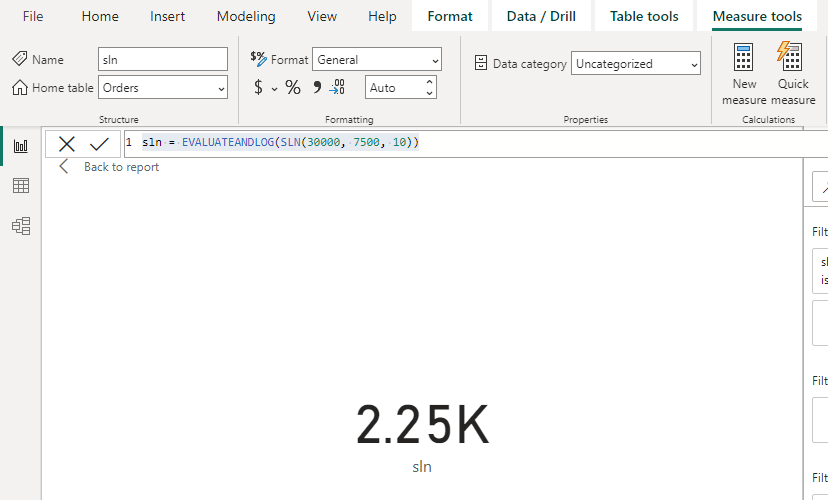 File Home Insert Modeling View Help Format Data / Drill Table tools Measure tools
Name sln
Home table Orders
Structure
$% Format General
$ % 9 .00 →.0 Auto
Formatting
Data category Uncategorized
Properties
New measure
Quick measure
Calculations
1 sln = EVALUATEANDLOG(SLN(30000, 7500, 10))
Back to report
2.25K
sln
Filt
sl
is
Filt
Filt